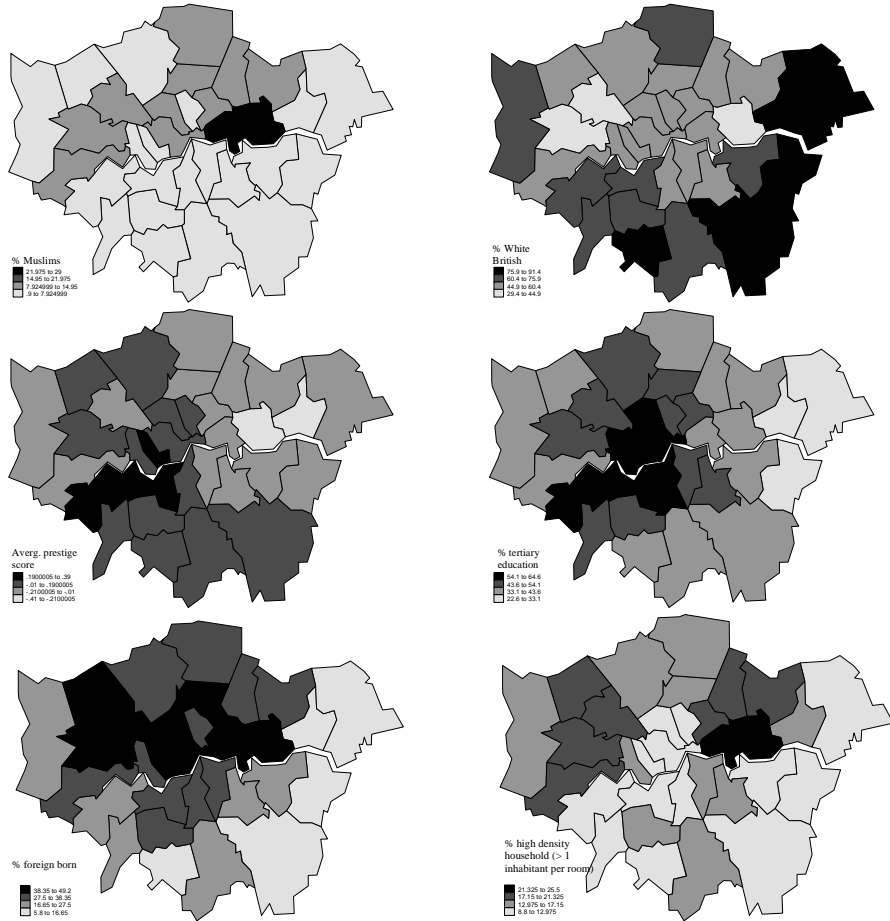 % Muslims
21.975 to 29
14.95 to 21.975
7.924999 to 14.95
.9 to 7.924999
% White
British
75.9 to 91.4
60.4 to 75.9
44.9 to 60.4
29.4 to 44.9
Averg. prestige
score
.1900005 to .39
-.01 to .1900005
-.2100005 to -.01
-.41 to -.2100005
% tertiary
education
54.1 to 64.6
43.6 to 54.1
33.1 to 43.6
22.6 to 33.1
% foreign born
38.35 to 49.2
27.5 to 38.35
16.65 to 27.5
5.8 to 16.65
% high density
household (> 1
inhabitant per room)
21.325 to 25.5
17.15 to 21.325
12.975 to 17.15
8.8 to 12.975